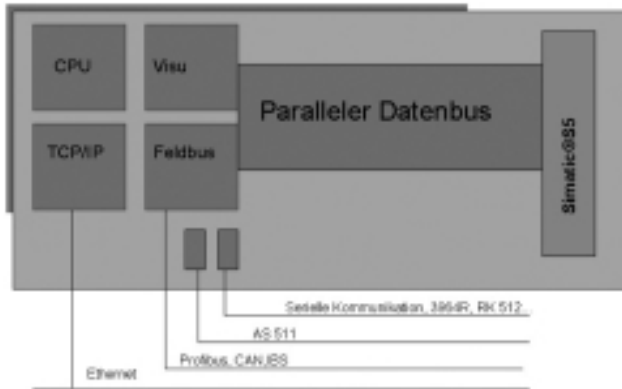 CPU
Visu
Paralleler Datenbus
TCP/IP
Feldbus
Simatic®S5
Serielle Kommunikation, 3964R, RK 512...
AS 511
Profibus, CAN,IBS
Ethernet